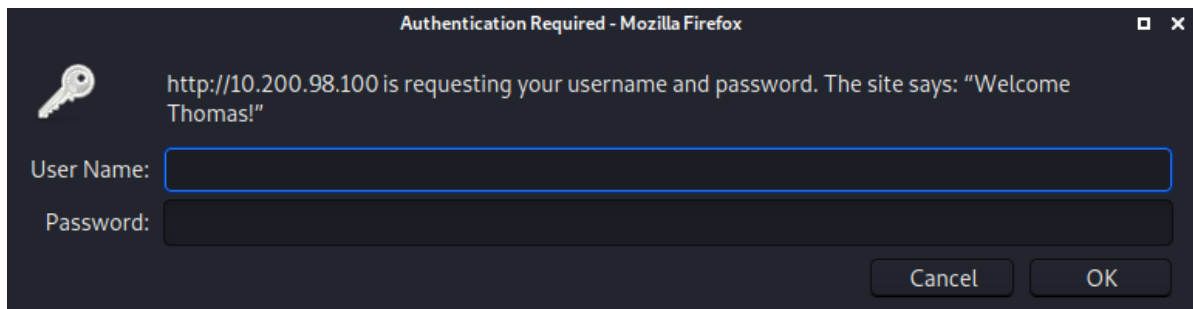 Authentication Required - Mozilla Firefox
http://10.200.98.100 is requesting your username and password. The site says: “Welcome
Thomas!”
User Name:
Password:
Cancel OK